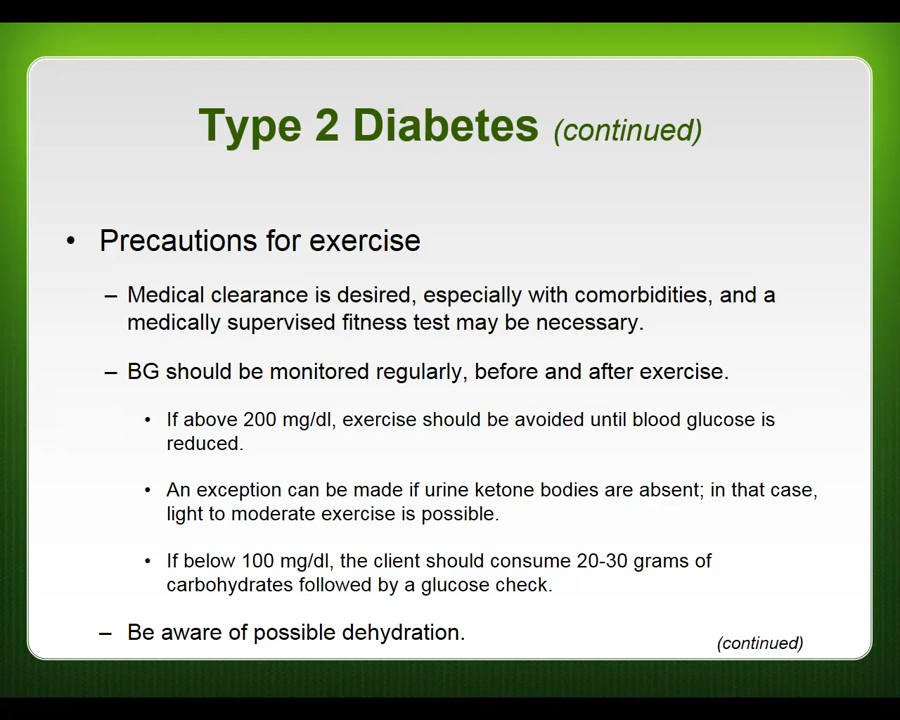 Type 2 Diabetes (continued)
• Precautions for exercise
– Medical clearance is desired, especially with comorbidities, and a
medically supervised fitness test may be necessary.
– BG should be monitored regularly, before and after exercise.
• If above 200 mg/dl, exercise should be avoided until blood glucose is
reduced.
• An exception can be made if urine ketone bodies are absent; in that case,
light to moderate exercise is possible.
• If below 100 mg/dl, the client should consume 20-30 grams of
carbohydrates followed by a glucose check.
– Be aware of possible dehydration.
(continued)